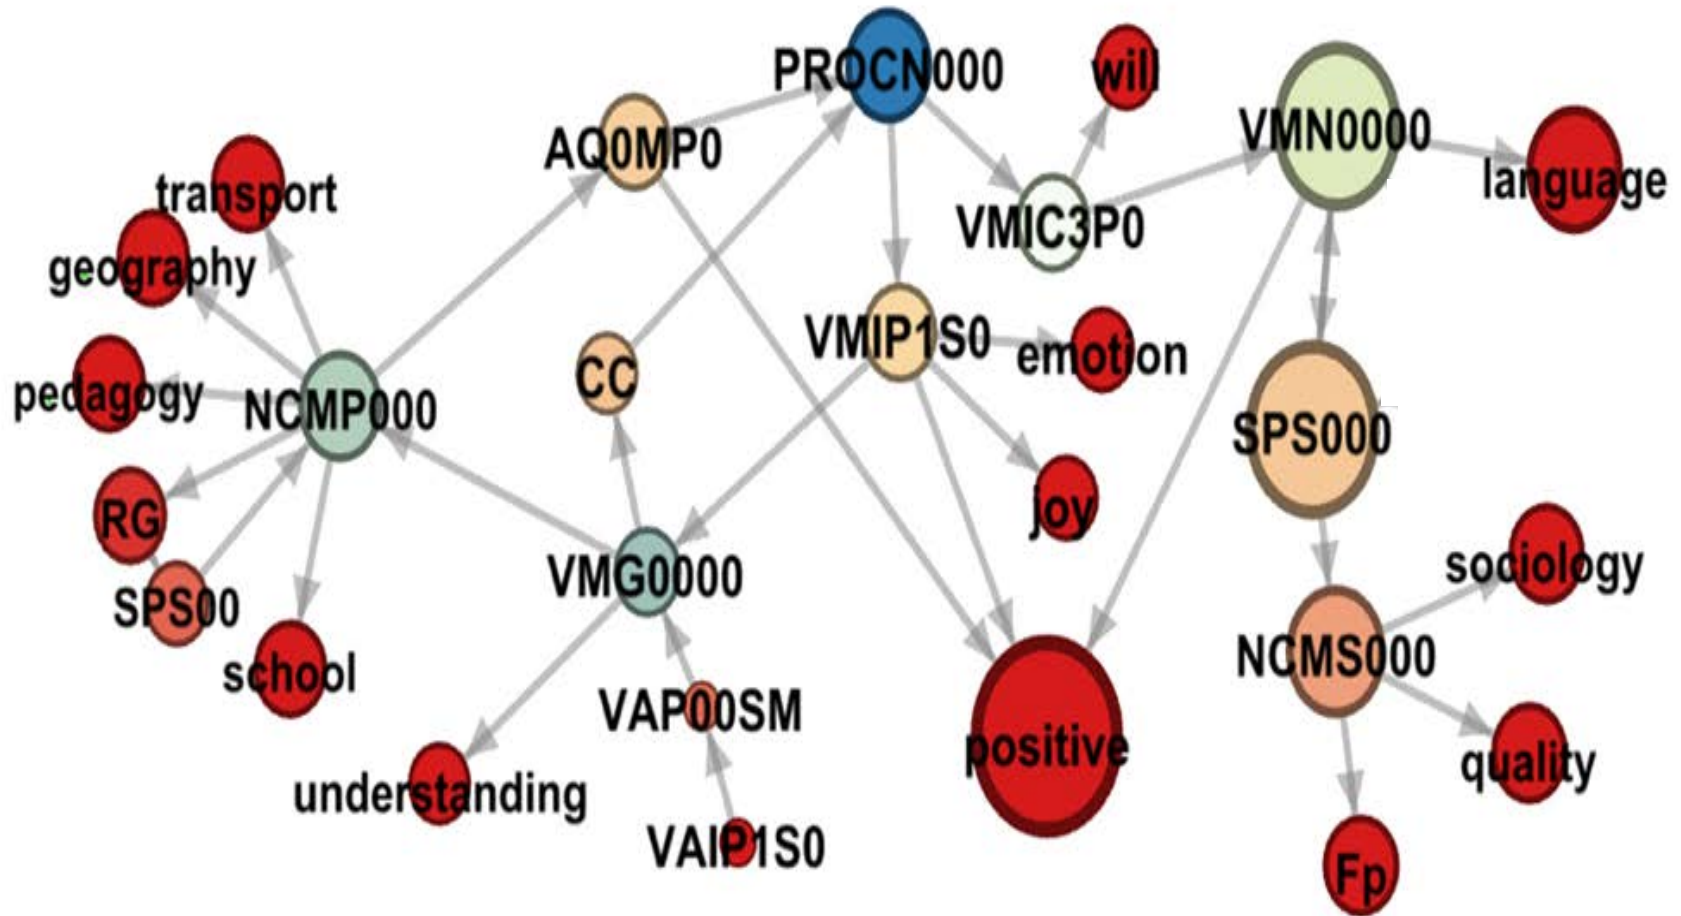 PROCN000
will
VMN0000
AQ0MP0
language
transport
VMIC3P0
geography
VMIP1S0
emotion
CC
pedagogy
NCMP000
SPS000
RG
joy
sociology
VMG0000
SPS00
school
NCMS000
VAP00SM
positive
quality
understanding
VAIP1S0
Fp